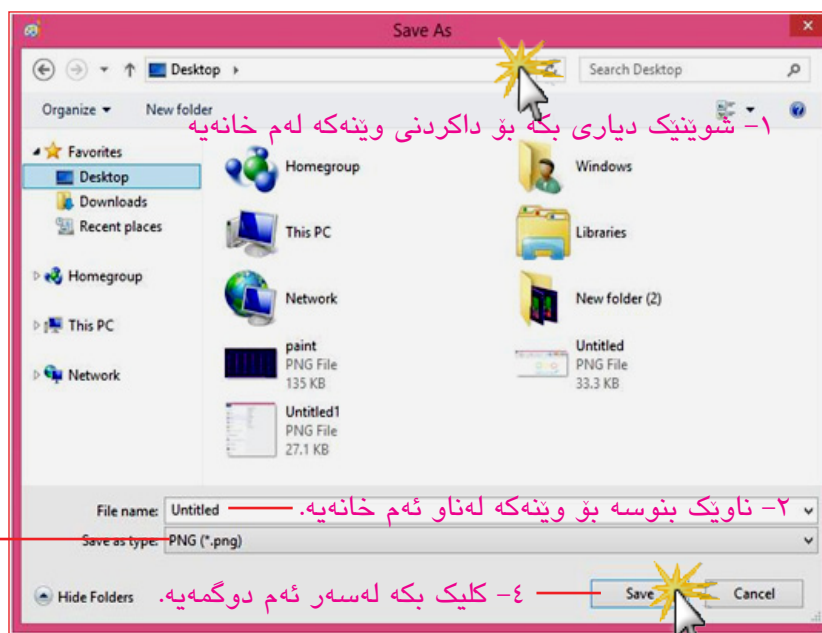 Save As
Desktop
Search Desktop
Organize
New folder
١- شوێنێک دیاری بکە بۆ داکردنی وێنەکە لەم خانەیە
Favorites
Desktop
Downloads
Recent places
Homegroup
This PC
Network
Homegroup
Windows
This PC
Libraries
Network
New folder (2)
paint
PNG File
135 KB
Untitled
PNG File
33.3 KB
Untitled1
PNG File
27.1 KB
File name: Untitled
٢- ناوێک بنوسە بۆ وێنەکە لەناو ئەم خانەیە.
Save as type: PNG (*.png)
Hide Folders
٤- کلیک بکە لەسەر ئەم دوگمەیە.
Save
Cancel